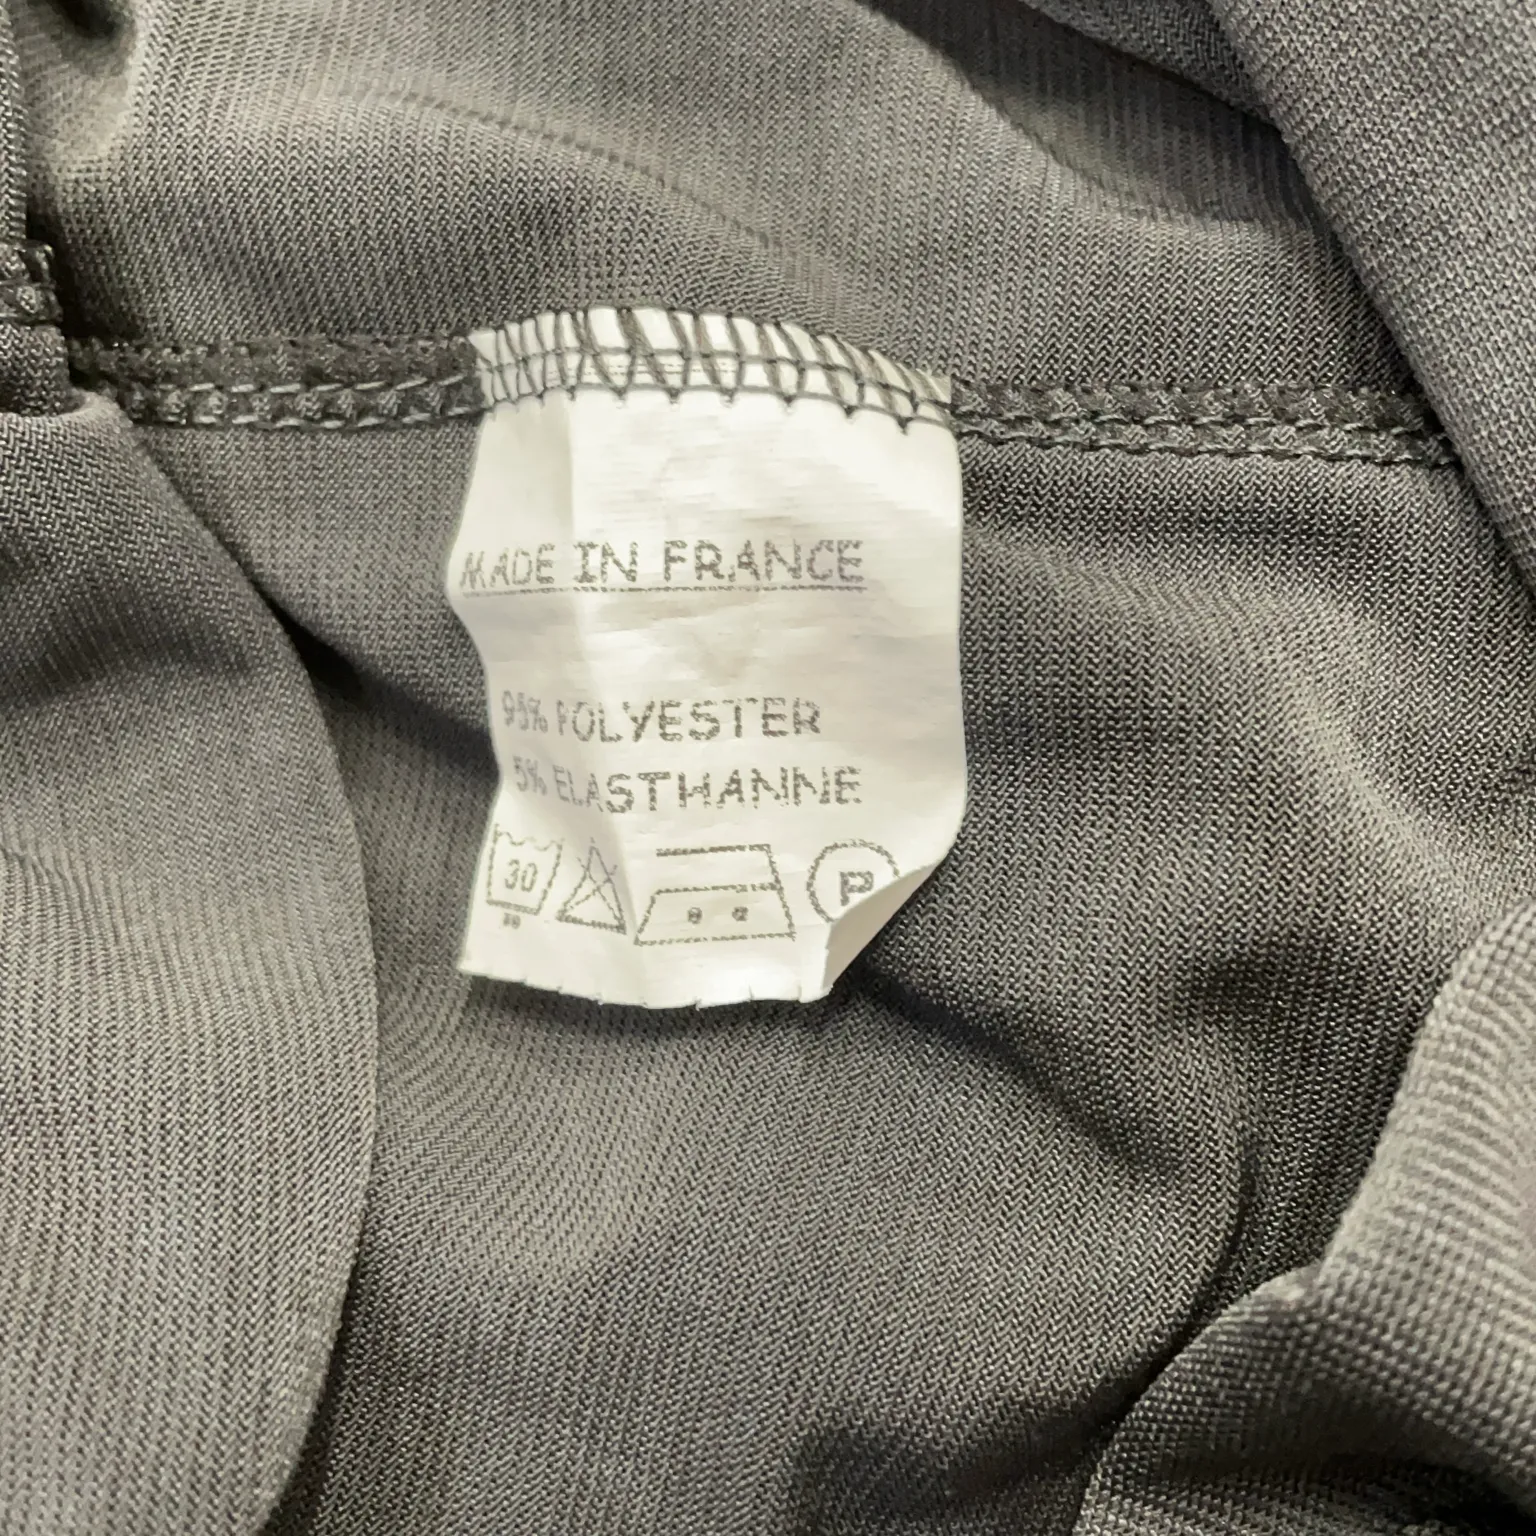 MADE IN FRANCE
95% POLYESTER
5% ELASTHANNE
30
P